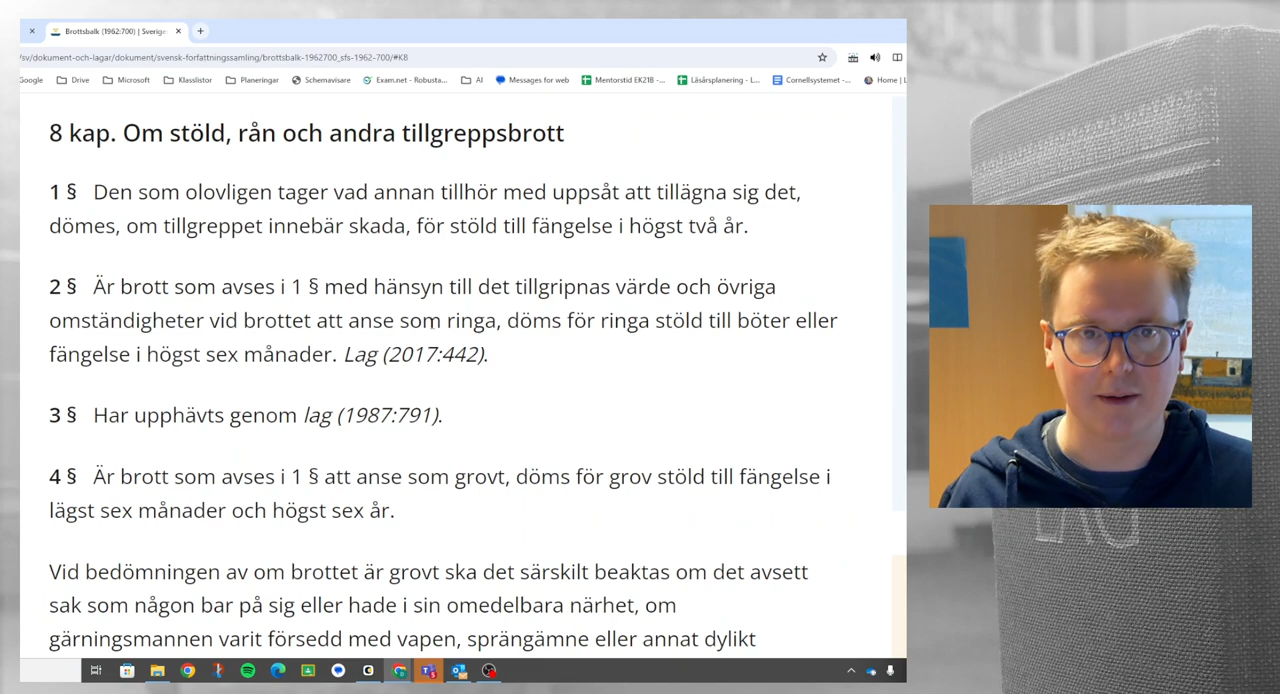 Brottsbalk (1962:700) | Sverige
/sv/dokument-och-lagar/dokument/svensk-forfattningssamling/brottsbalk-1962700_sfs-1962-700/#K8
Google Drive Microsoft Klasslistor Planeringar Schemavisare Exam.net - Robusta... AI Messages for web Mentorstid EK21B -... Läsårsplanering - L... Cornellsystemet -... Home | L
8 kap. Om stöld, rån och andra tillgreppsbrott
1 § Den som olovligen tager vad annan tillhör med uppsåt att tillägna sig det,
dömes, om tillgreppet innebär skada, för stöld till fängelse i högst två år.
2 § Är brott som avses i 1 § med hänsyn till det tillgripnas värde och övriga
omständigheter vid brottet att anse som ringa, döms för ringa stöld till böter eller
fängelse i högst sex månader. Lag (2017:442).
3 § Har upphävts genom lag (1987:791).
4 § Är brott som avses i 1 § att anse som grovt, döms för grov stöld till fängelse i
lägst sex månader och högst sex år.
Vid bedömningen av om brottet är grovt ska det särskilt beaktas om det avsett
sak som någon bar på sig eller hade i sin omedelbara närhet, om
gärningsmannen varit försedd med vapen, sprängämne eller annat dylikt
LAG